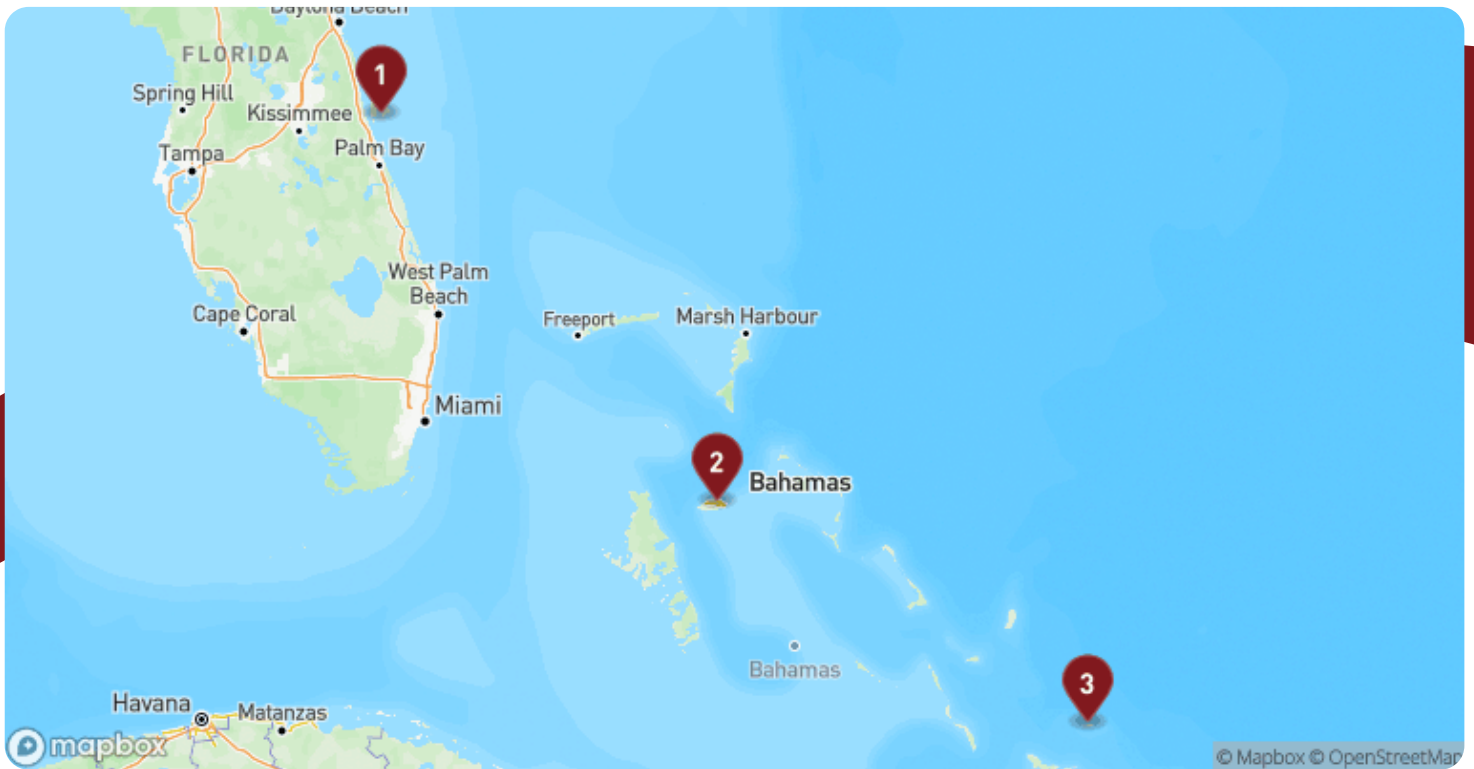 Daytona Beach
FLORIDA
1
Spring Hill
Kissimmee
Tampa
Palm Bay
West Palm
Beach
Cape Coral
Freeport
Marsh Harbour
Miami
2
Bahamas
Bahamas
3
Havana
Matanzas
mapbox
© Mapbox © OpenStreetMap